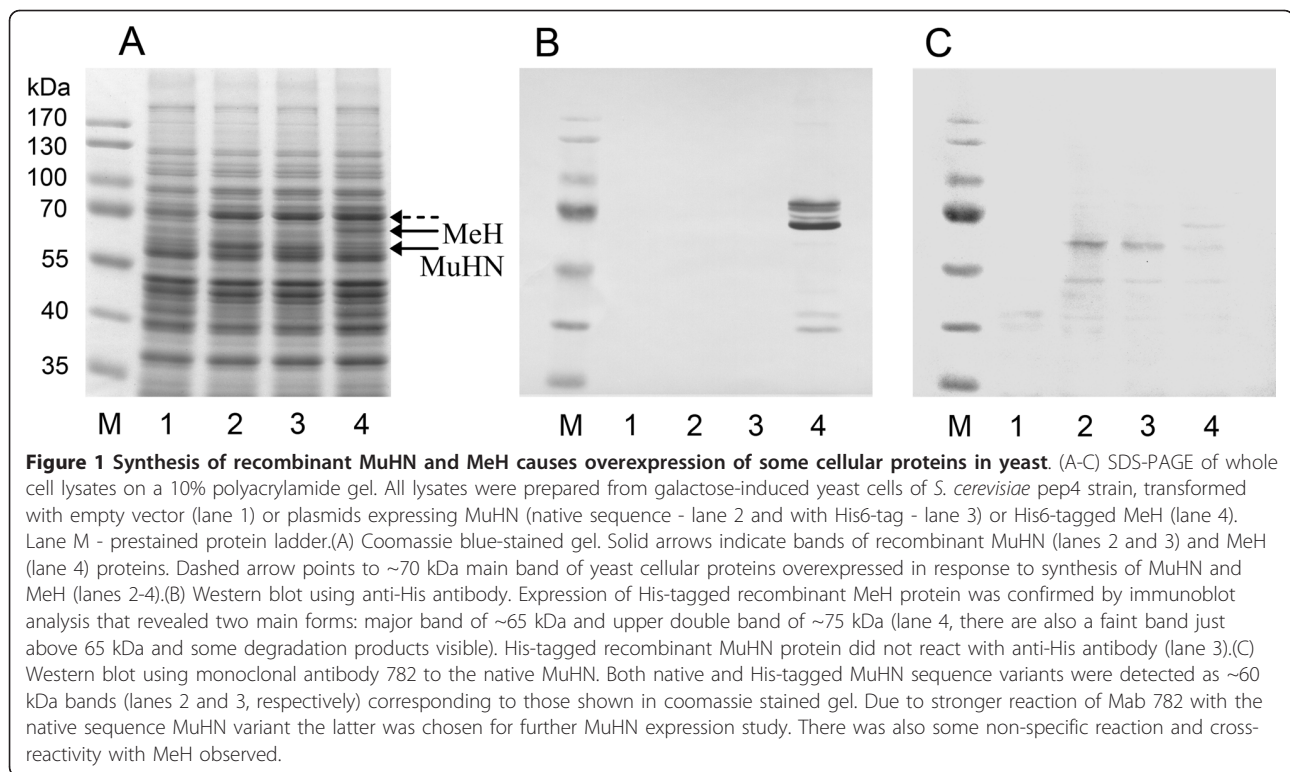 A
B
C
kDa
170
130
100
70
55
40
35
MeH
MuHN
M 1 2 3 4
M 1 2 3 4
M 1 2 3 4
Figure 1 Synthesis of recombinant MuHN and MeH causes overexpression of some cellular proteins in yeast. (A-C) SDS-PAGE of whole
cell lysates on a 10% polyacrylamide gel. All lysates were prepared from galactose-induced yeast cells of S. cerevisiae pep4 strain, transformed
with empty vector (lane 1) or plasmids expressing MuHN (native sequence - lane 2 and with His6-tag - lane 3) or His6-tagged MeH (lane 4).
Lane M - prestained protein ladder.(A) Coomassie blue-stained gel. Solid arrows indicate bands of recombinant MuHN (lanes 2 and 3) and MeH
(lane 4) proteins. Dashed arrow points to ~70 kDa main band of yeast cellular proteins overexpressed in response to synthesis of MuHN and
MeH (lanes 2-4).(B) Western blot using anti-His antibody. Expression of His-tagged recombinant MeH protein was confirmed by immunoblot
analysis that revealed two main forms: major band of ~65 kDa and upper double band of ~75 kDa (lane 4, there are also a faint band just
above 65 kDa and some degradation products visible). His-tagged recombinant MuHN protein did not react with anti-His antibody (lane 3).(C)
Western blot using monoclonal antibody 782 to the native MuHN. Both native and His-tagged MuHN sequence variants were detected as ~60
kDa bands (lanes 2 and 3, respectively) corresponding to those shown in coomassie stained gel. Due to stronger reaction of Mab 782 with the
native sequence MuHN variant the latter was chosen for further MuHN expression study. There was also some non-specific reaction and cross-
reactivity with MeH observed.